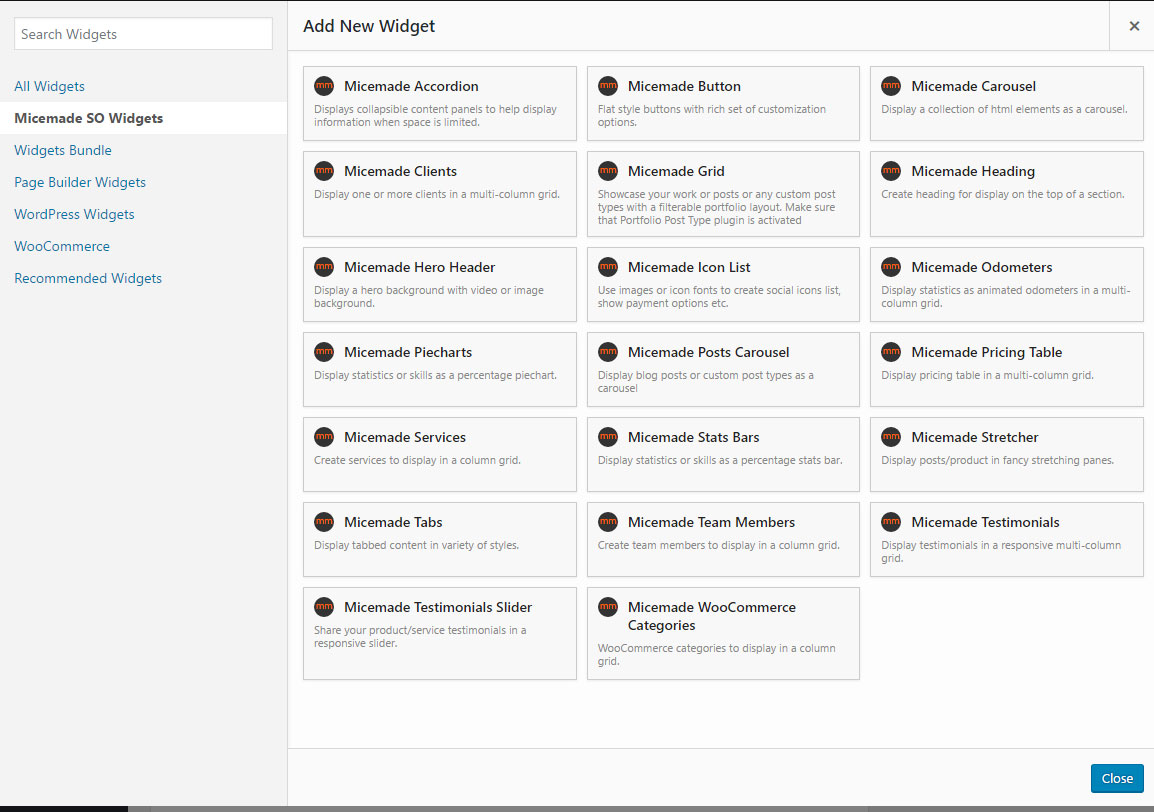 Search Widgets
All Widgets
Micemade SO Widgets
Widgets Bundle
Page Builder Widgets
WordPress Widgets
WooCommerce
Recommended Widgets
Add New Widget
×
mm Micemade Accordion
Displays collapsible content panels to help display
information when space is limited.
mm Micemade Button
Flat style buttons with rich set of customization
options.
mm Micemade Carousel
Display a collection of html elements as a carousel.
mm Micemade Clients
Display one or more clients in a multi-column grid.
mm Micemade Grid
Showcase your work or posts or any custom post
types with a filterable portfolio layout. Make sure
that Portfolio Post Type plugin is activated
mm Micemade Heading
Create heading for display on the top of a section.
mm Micemade Hero Header
Display a hero background with video or image
background.
mm Micemade Icon List
Use images or icon fonts to create social icons list,
show payment options etc.
mm Micemade Odometers
Display statistics as animated odometers in a multi-
column grid.
mm Micemade Piecharts
Display statistics or skills as a percentage piechart.
mm Micemade Posts Carousel
Display blog posts or custom post types as a
carousel
mm Micemade Pricing Table
Display pricing table in a multi-column grid.
mm Micemade Services
Create services to display in a column grid.
mm Micemade Stats Bars
Display statistics or skills as a percentage stats bar.
mm Micemade Stretcher
Display posts/product in fancy stretching panes.
mm Micemade Tabs
Display tabbed content in variety of styles.
mm Micemade Team Members
Create team members to display in a column grid.
mm Micemade Testimonials
Display testimonials in a responsive multi-column
grid.
mm Micemade Testimonials Slider
Share your product/service testimonials in a
responsive slider.
mm Micemade WooCommerce
Categories
WooCommerce categories to display in a column
grid.
Close